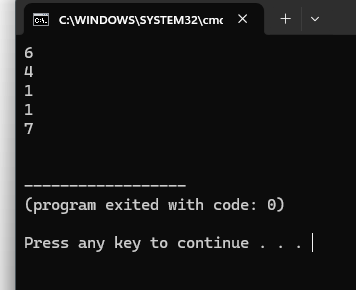 C:\WINDOWS\SYSTEM32\cmc
6
4
1
1
7
------------------
(program exited with code: 0)
Press any key to continue . . .